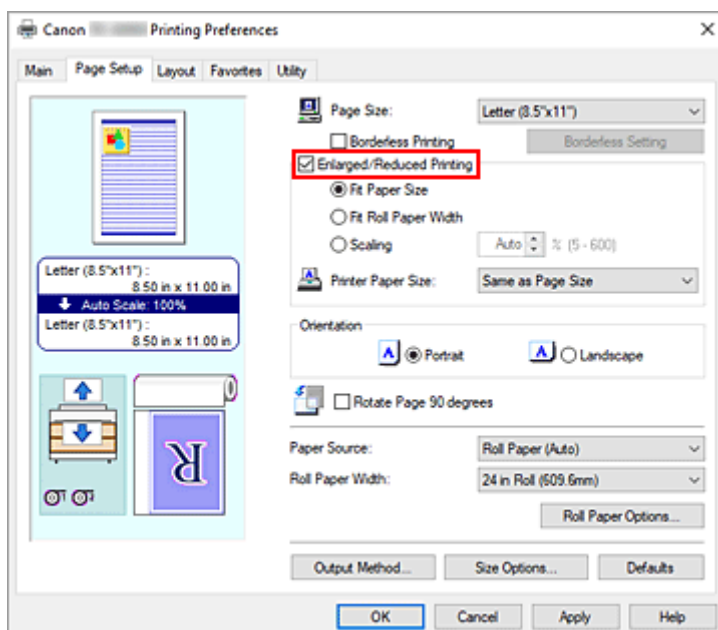 Canon Printing Preferences
Main Page Setup Layout Favorites Utility
Page Size: Letter (8.5"x11")
Borderless Printing Borderless Setting
Enlarged/Reduced Printing
Fit Paper Size
Fit Roll Paper Width
Scaling Auto % (5 - 600)
Printer Paper Size: Same as Page Size
Letter (8.5"x11") :
8.50 in x 11.00 in
Auto Scale: 100%
Letter (8.5"x11") :
8.50 in x 11.00 in
Orientation
A Portrait A Landscape
Rotate Page 90 degrees
R
Paper Source: Roll Paper (Auto)
Roll Paper Width: 24 in Roll (609.6mm)
Roll Paper Options...
Output Method... Size Options... Defaults
OK Cancel Apply Help